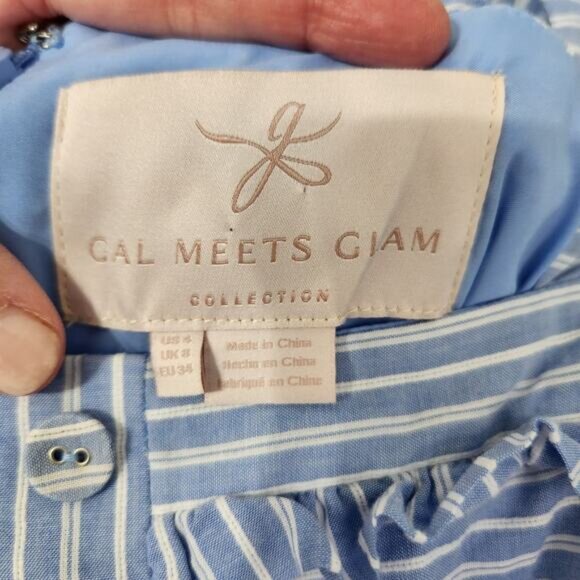 GAL MEETS GLAM
COLLECTION
US 4
UK 8
EU 34
Made in China
Hecho en China
Fabriqué en Chine